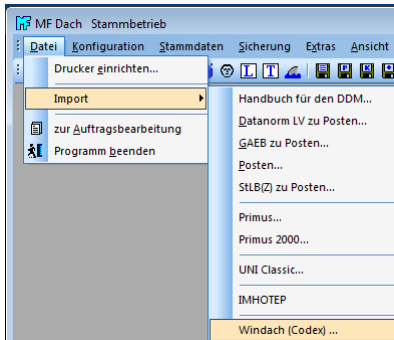 MF Dach Stammbetrieb
Datei Konfiguration Stammdaten Sicherung Extras Ansicht
Drucker einrichten...
L T P K
Import
zur Auftragsbearbeitung
Programm beenden
Handbuch für den DDM...
Datanorm LV zu Posten...
GAEB zu Posten...
Posten...
StLB(Z) zu Posten...
Primus...
Primus 2000...
UNI Classic...
IMHOTEP
Windach (Codex) ...